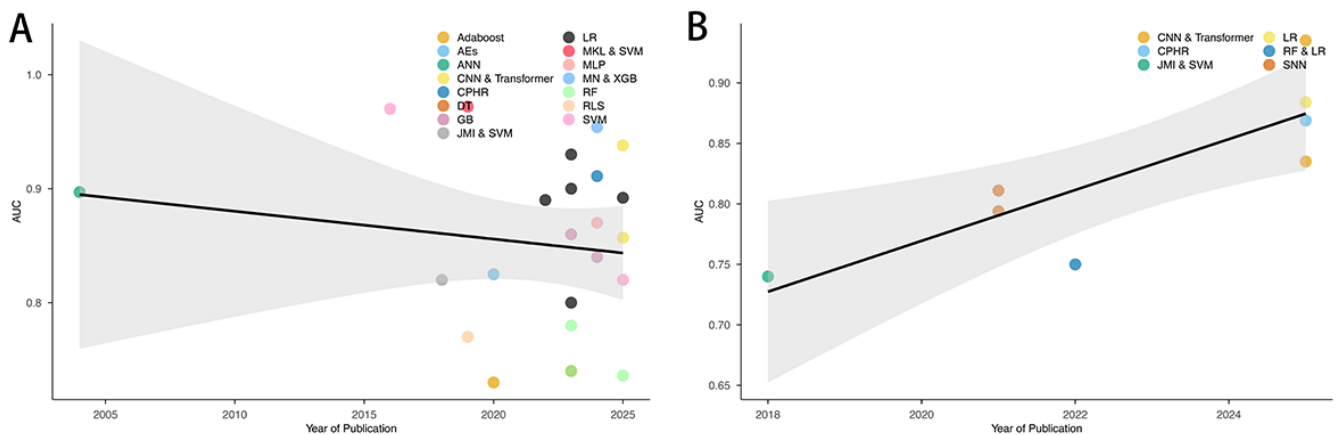 A
Adaboost
AEs
ANN
CNN & Transformer
CPHR
DT
GB
JMI & SVM
LR
MKL & SVM
MLP
MN & XGB
RF
RLS
SVM
1.0
0.9
0.8
AUC
2005
2010
2015
2020
2025
Year of Publication
B
CNN & Transformer
CPHR
JMI & SVM
LR
RF & LR
SNN
0.90
0.85
0.80
0.75
0.70
0.65
AUC
2018
2020
2022
2024
Year of Publication